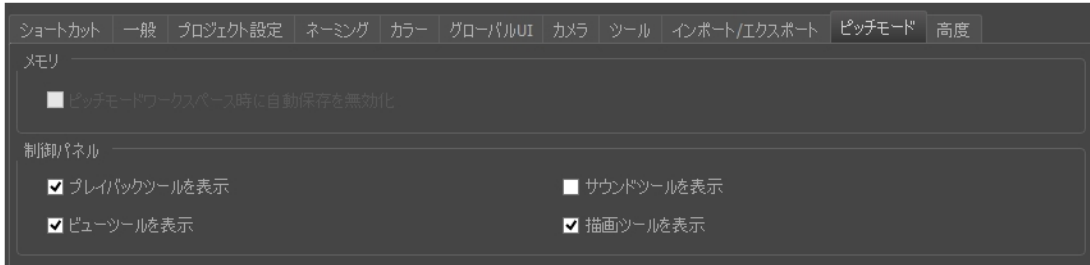 ショートカット 一般 プロジェクト設定 ネーミング カラー グローバルUI カメラ ツール インポート/エクスポート ピッチモード 高度
メモリ
ピッチモードワークスペース時に自動保存を無効化
制御パネル
プレイバックツールを表示 サウンドツールを表示
ビューツールを表示 描画ツールを表示